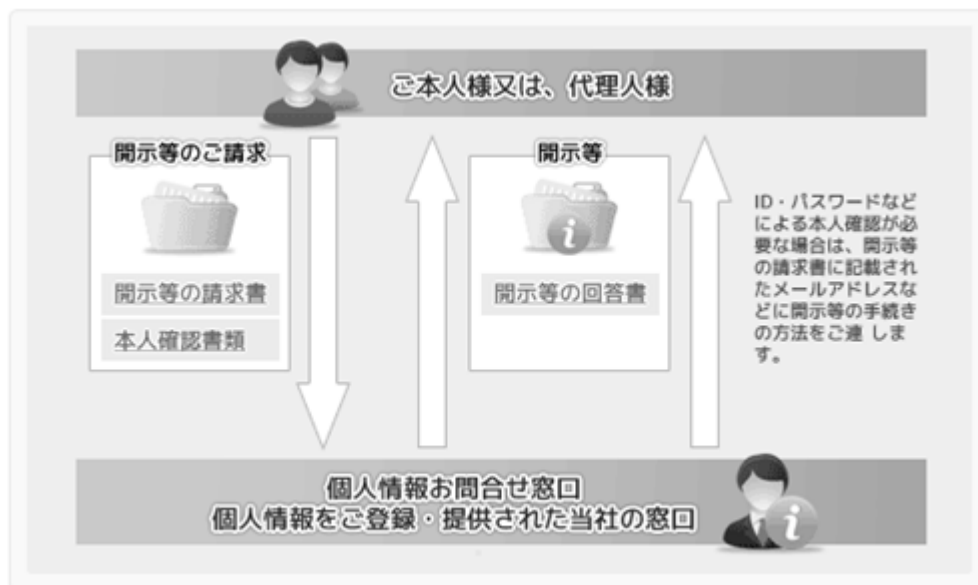 ご本人様又は、代理人様
開示等のご請求
開示等の請求書
本人確認書類
開示等
開示等の回答書
ID・パスワードなど
による本人確認が必
要な場合は、開示等
の請求書に記載され
たメールアドレスな
どに開示等の手続き
の方法をご連 しま
す。
個人情報お問合せ窓口
個人情報をご登録・提供された当社の窓口